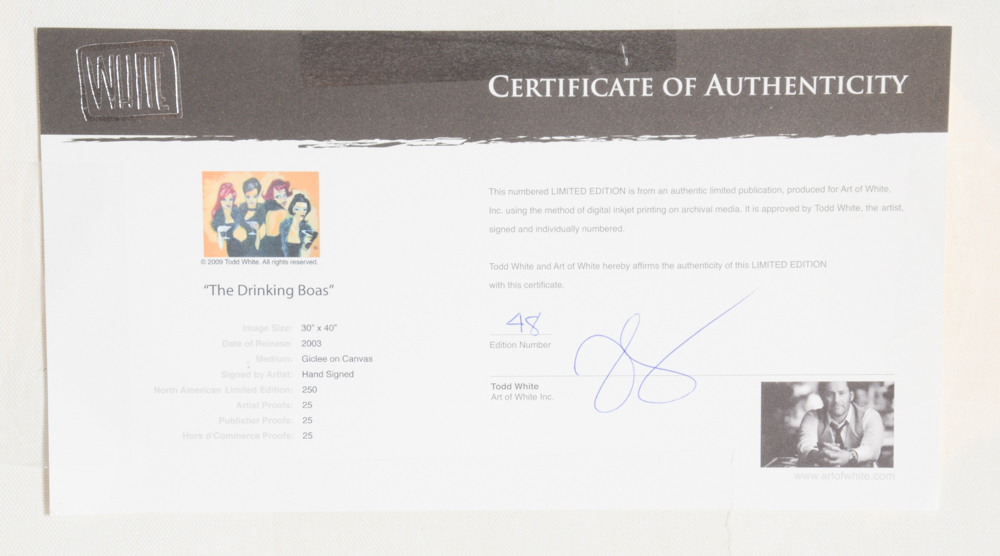 WHITE
CERTIFICATE OF AUTHENTICITY
© 2009 Todd White. All rights reserved.
“The Drinking Boas”
Image Size: 30" x 40"
Date of Release: 2003
Medium: Giclee on Canvas
Signed by Artist: Hand Signed
North American Limited Edition: 250
Artist Proofs: 25
Publisher Proofs: 25
Hors d'Commerce Proofs: 25
This numbered LIMITED EDITION is from an authentic limited publication, produced for Art of White,
Inc. using the method of digital inkjet printing on archival media. It is approved by Todd White, the artist,
signed and individually numbered.
Todd White and Art of White hereby affirms the authenticity of this LIMITED EDITION
with this certificate.
48
Edition Number
Todd White
Art of White Inc.
www.artofwhite.com